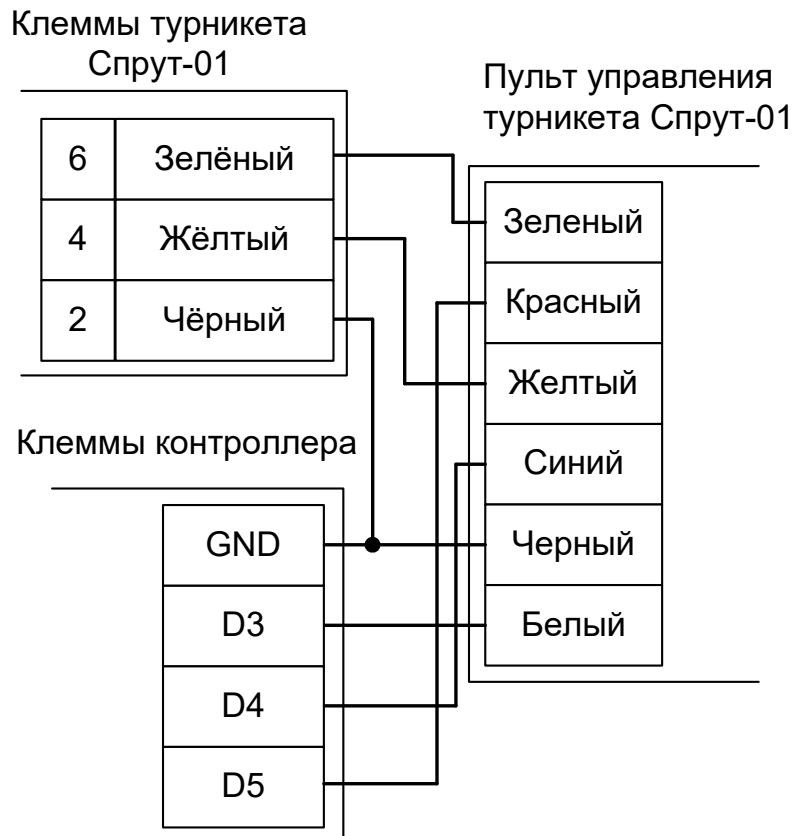 Клеммы турникета
Спрут-01
6 Зелёный
4 Жёлтый
2 Чёрный
Пульт управления
турникета Спрут-01
Зеленый
Красный
Желтый
Синий
Черный
Белый
Клеммы контроллера
GND
D3
D4
D5